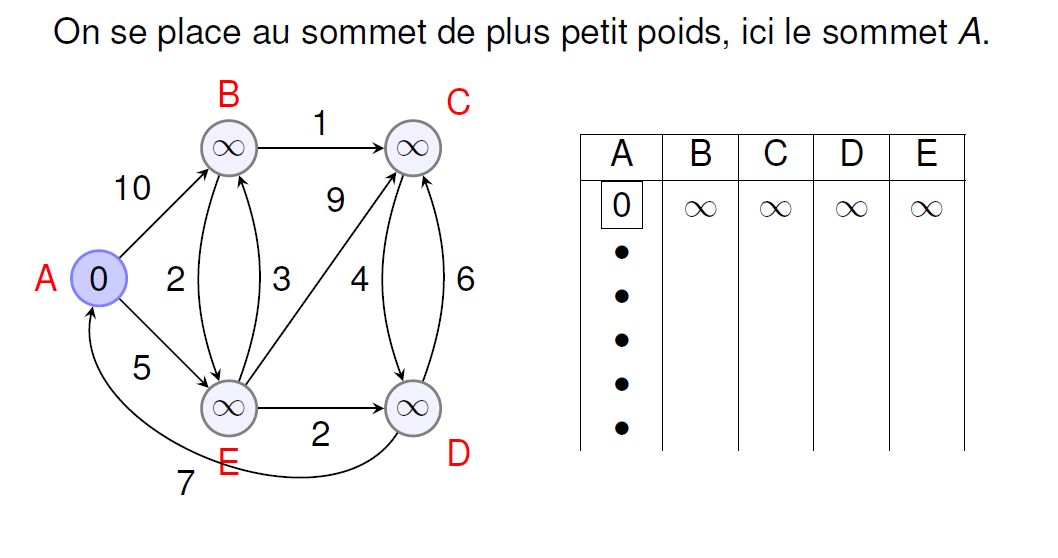 On se place au sommet de plus petit poids, ici le sommet A.
B
C
1
∞
∞
10
9
A
0
2
3
4
6
5
∞
∞
2
E
D
7
A B C D E
0 ∞ ∞ ∞ ∞
•
•
•
•
•